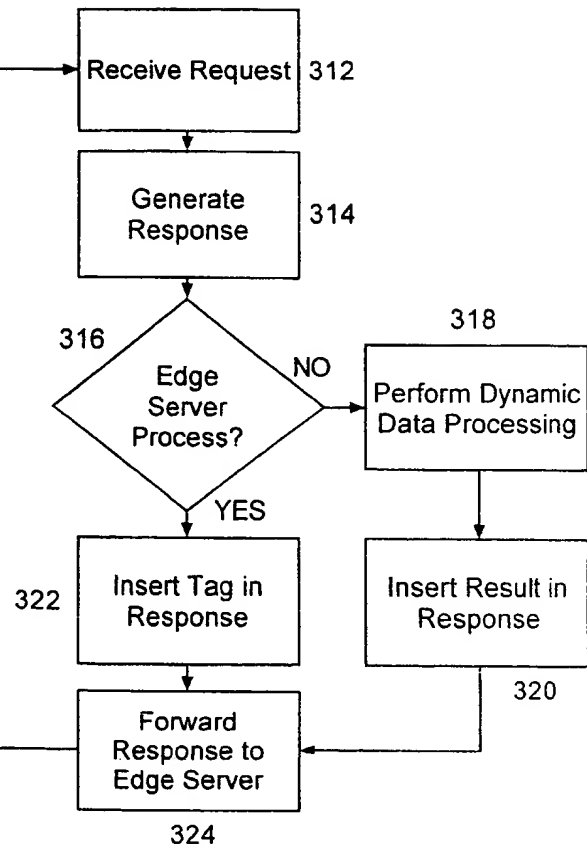 Receive Request
312
Generate
Response
314
316
Edge
Server
Process?
NO
318
Perform Dynamic
Data Processing
YES
322
Insert Tag in
Response
Insert Result in
Response
320
Forward
Response to
Edge Server
324